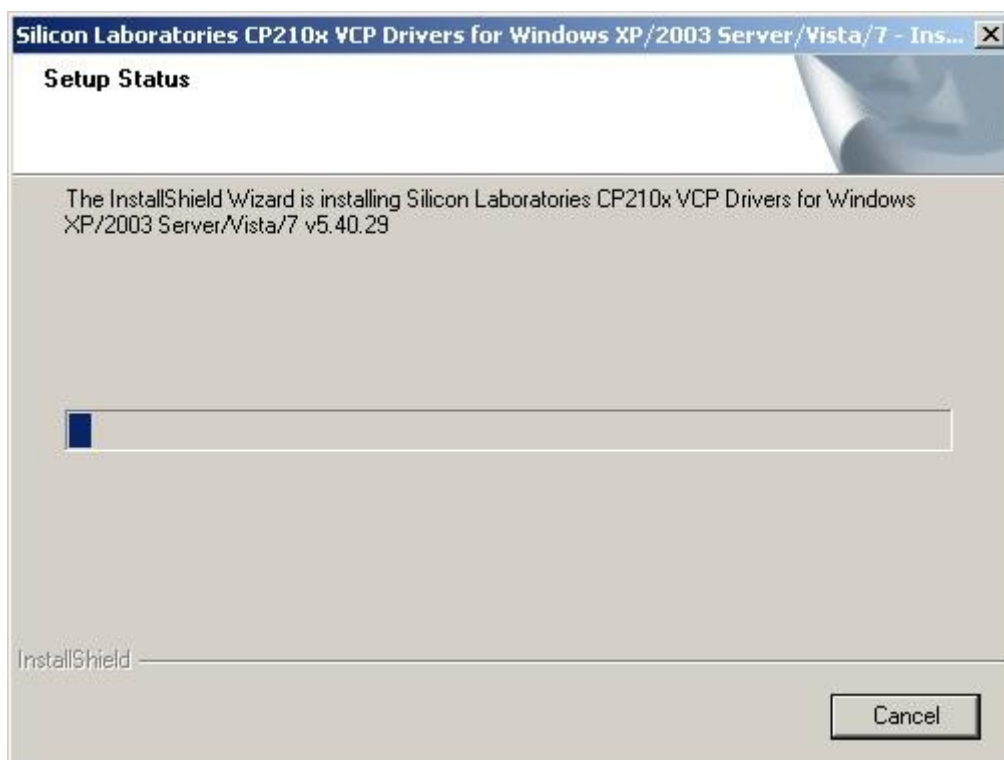 Silicon Laboratories CP210x VCP Drivers for Windows XP/2003 Server/Vista/7 - Ins...
Setup Status
The InstallShield Wizard is installing Silicon Laboratories CP210x VCP Drivers for Windows
XP/2003 Server/Vista/7 v5.40.29
InstallShield
Cancel